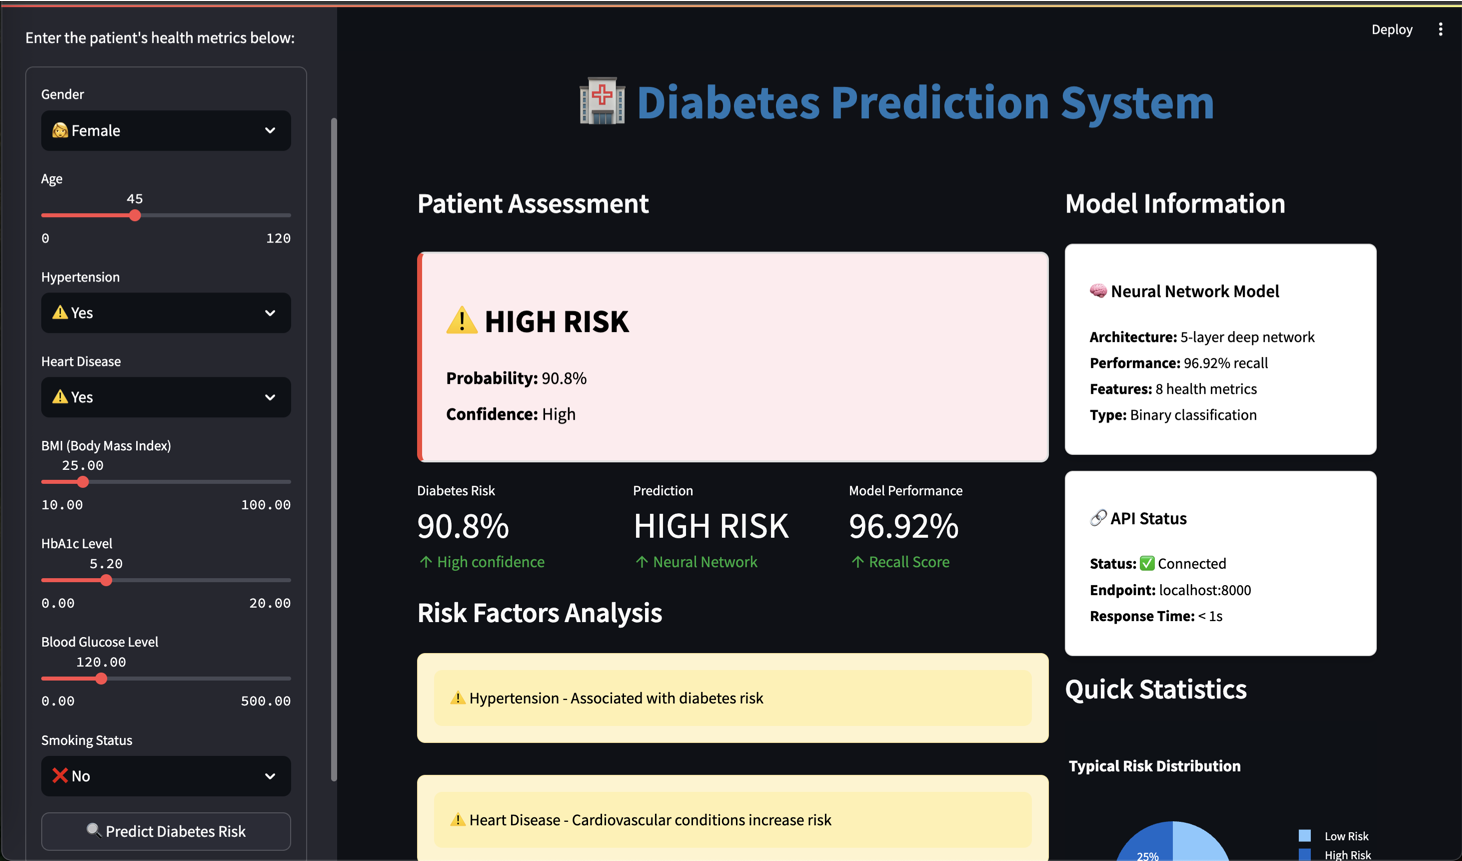 Enter the patient's health metrics below:
Gender
Female
Age
45
0 120
Hypertension
Yes
Heart Disease
Yes
BMI (Body Mass Index)
25.00
10.00 100.00
HbA1c Level
5.20
0.00 20.00
Blood Glucose Level
120.00
0.00 500.00
Smoking Status
No
Predict Diabetes Risk
Deploy
Diabetes Prediction System
Patient Assessment
HIGH RISK
Probability: 90.8%
Confidence: High
Diabetes Risk
90.8%
↑ High confidence
Prediction
HIGH RISK
↑ Neural Network
Model Performance
96.92%
↑ Recall Score
Risk Factors Analysis
Hypertension - Associated with diabetes risk
Heart Disease - Cardiovascular conditions increase risk
Model Information
Neural Network Model
Architecture: 5-layer deep network
Performance: 96.92% recall
Features: 8 health metrics
Type: Binary classification
API Status
Status: ✅ Connected
Endpoint: localhost:8000
Response Time: < 1s
Quick Statistics
Typical Risk Distribution
25%
Low Risk
High Risk